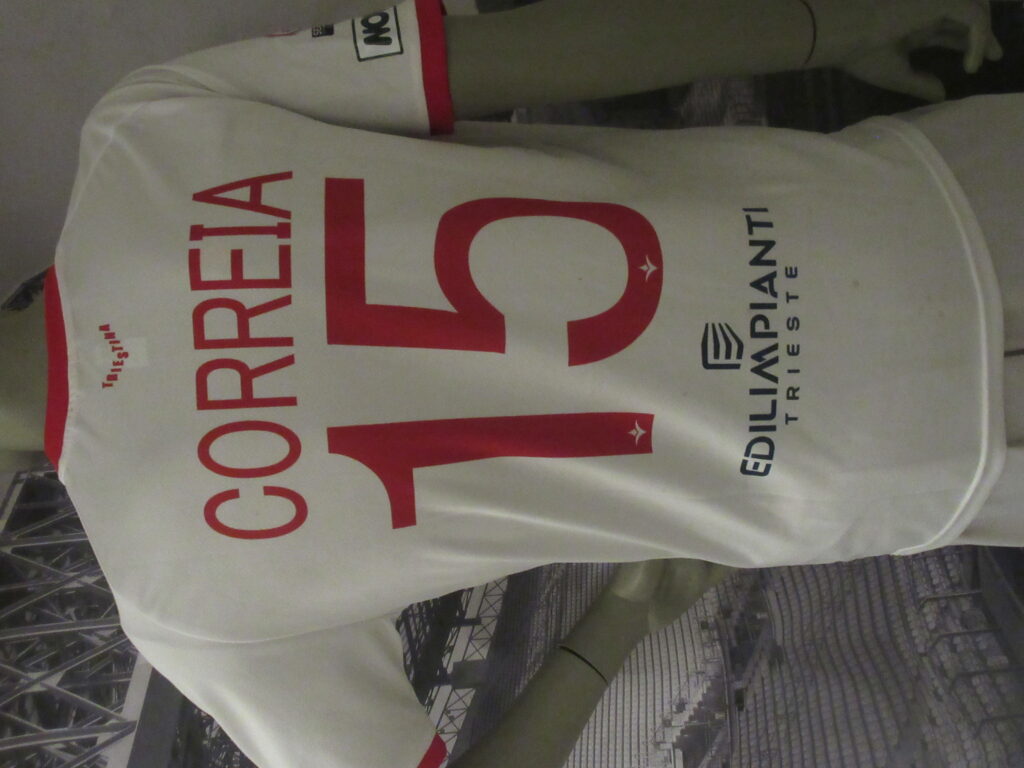 TRIESTINA
CORREIA
15
EDILIMPIANTI
TRIESTE